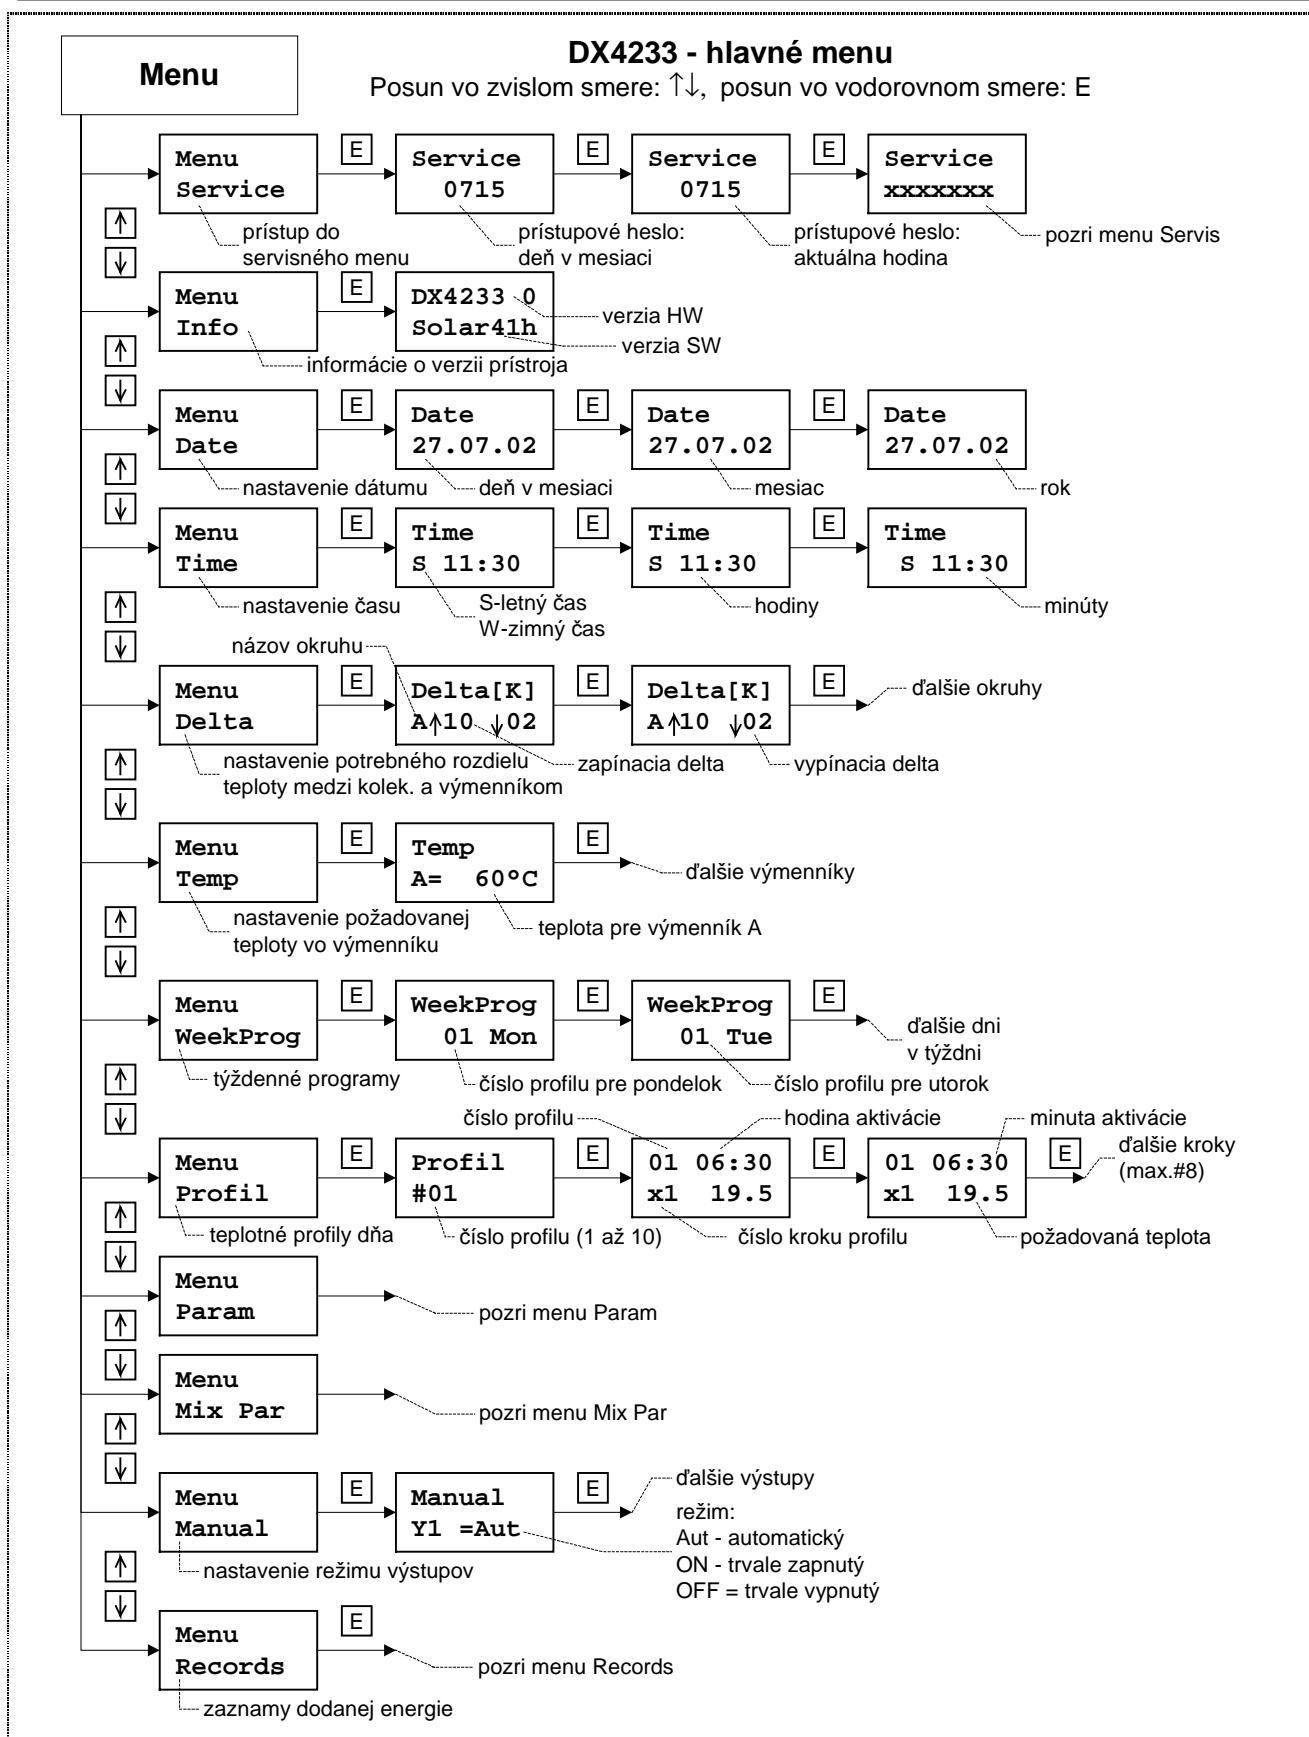 Menu
DX4233 - hlavné menu
Posun vo zvislom smere: ↑↓, posun vo vodorovnom smere: E
Menu
Service
E
Service
0715
E
Service
0715
E
Service
xxxxxxx
↑
↓
prístup do
servisného menu
prístupové heslo:
deň v mesiaci
prístupové heslo:
aktuálna hodina
pozri menu Servis
Menu
Info
E
DX4233 0
Solar41h
verzia HW
verzia SW
informácie o verzii prístroja
↑
↓
Menu
Date
E
Date
27.07.02
E
Date
27.07.02
E
Date
27.07.02
nastavenie dátumu
deň v mesiaci
mesiac
rok
↑
↓
Menu
Time
E
Time
S 11:30
E
Time
S 11:30
E
Time
S 11:30
nastavenie času
S-letný čas
W-zimný čas
hodiny
minúty
↑
↓
názov okruhu
Menu
Delta
E
Delta[K]
A↑10 ↓02
E
Delta[K]
A↑10 ↓02
E
ďalšie okruhy
nastavenie potrebného rozdielu
teploty medzi kolek. a výmenníkom
zapínacia delta
vypínacia delta
↑
↓
Menu
Temp
E
Temp
A= 60°C
E
ďalšie výmenníky
nastavenie požadovanej
teploty vo výmenníku
teplota pre výmenník A
↑
↓
Menu
WeekProg
E
WeekProg
01 Mon
E
WeekProg
01 Tue
E
ďalšie dni
v týždni
týždenné programy
číslo profilu pre pondelok
číslo profilu pre utorok
↑
↓
číslo profilu
hodina aktivácie
minuta aktivácie
Menu
Profil
E
Profil
#01
E
01 06:30
x1 19.5
E
01 06:30
x1 19.5
E
ďalšie kroky
(max.#8)
teplotné profily dňa
číslo profilu (1 až 10)
číslo kroku profilu
požadovaná teplota
↑
↓
Menu
Param
pozri menu Param
↑
↓
Menu
Mix Par
pozri menu Mix Par
↑
↓
Menu
Manual
E
Manual
Y1 =Aut
E
ďalšie výstupy
režim:
Aut - automatický
ON - trvale zapnutý
OFF = trvale vypnutý
nastavenie režimu výstupov
↑
↓
Menu
Records
E
pozri menu Records
zaznamy dodanej energie